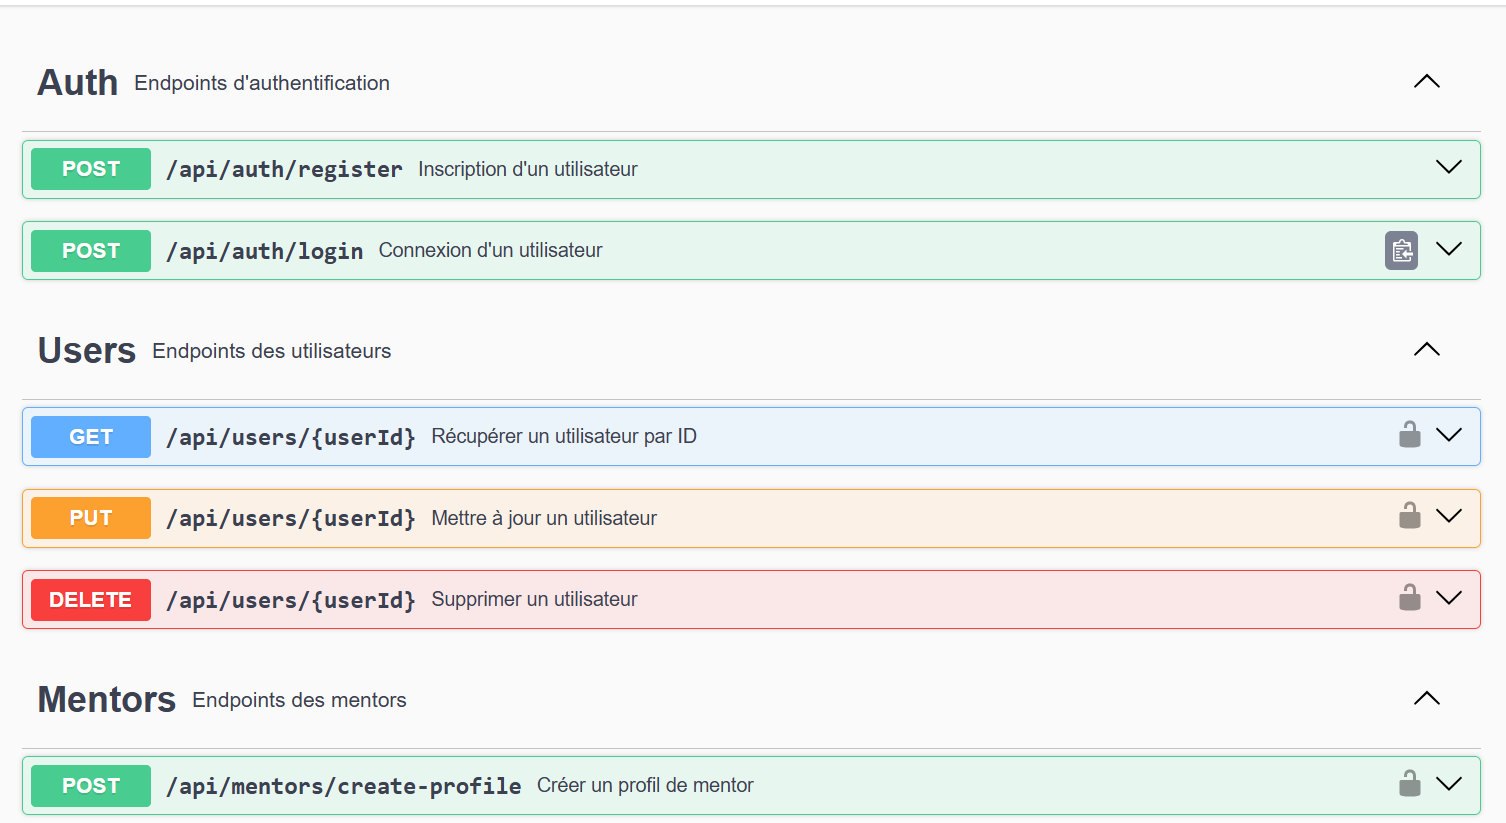 Auth Endpoints d'authentification
POST /api/auth/register Inscription d'un utilisateur
POST /api/auth/login Connexion d'un utilisateur
Users Endpoints des utilisateurs
GET /api/users/{userId} Récupérer un utilisateur par ID
PUT /api/users/{userId} Mettre à jour un utilisateur
DELETE /api/users/{userId} Supprimer un utilisateur
Mentors Endpoints des mentors
POST /api/mentors/create-profile Créer un profil de mentor